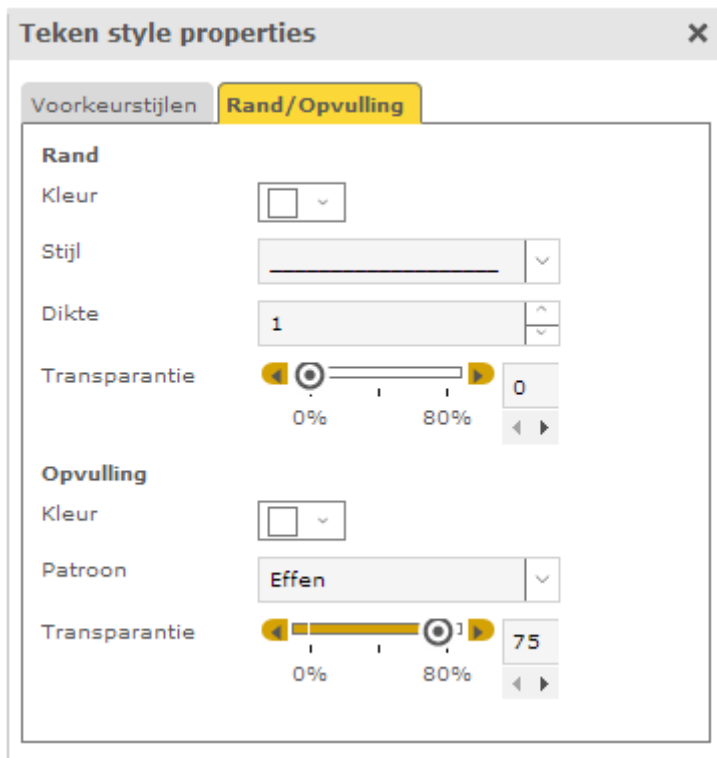 Teken style properties
Voorkeurstijlen Rand/Opvulling
Rand
Kleur
Stijl
Dikte 1
Transparantie 0
0% 80%
Opvulling
Kleur
Patroon Effen
Transparantie 75
0% 80%